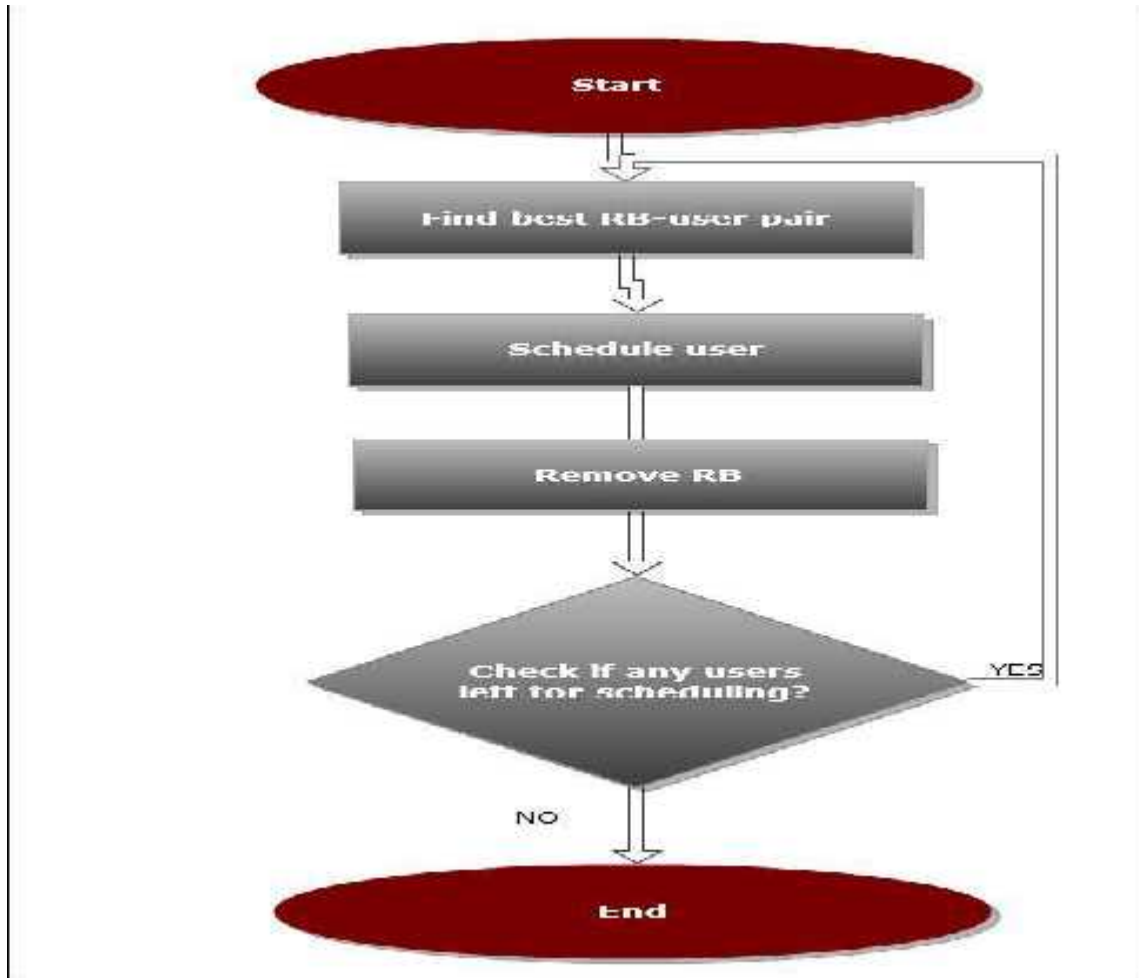 Start
Find best RB-user pair
Schedule user
Remove RB
Check if any users
left for scheduling?
YES
NO
End